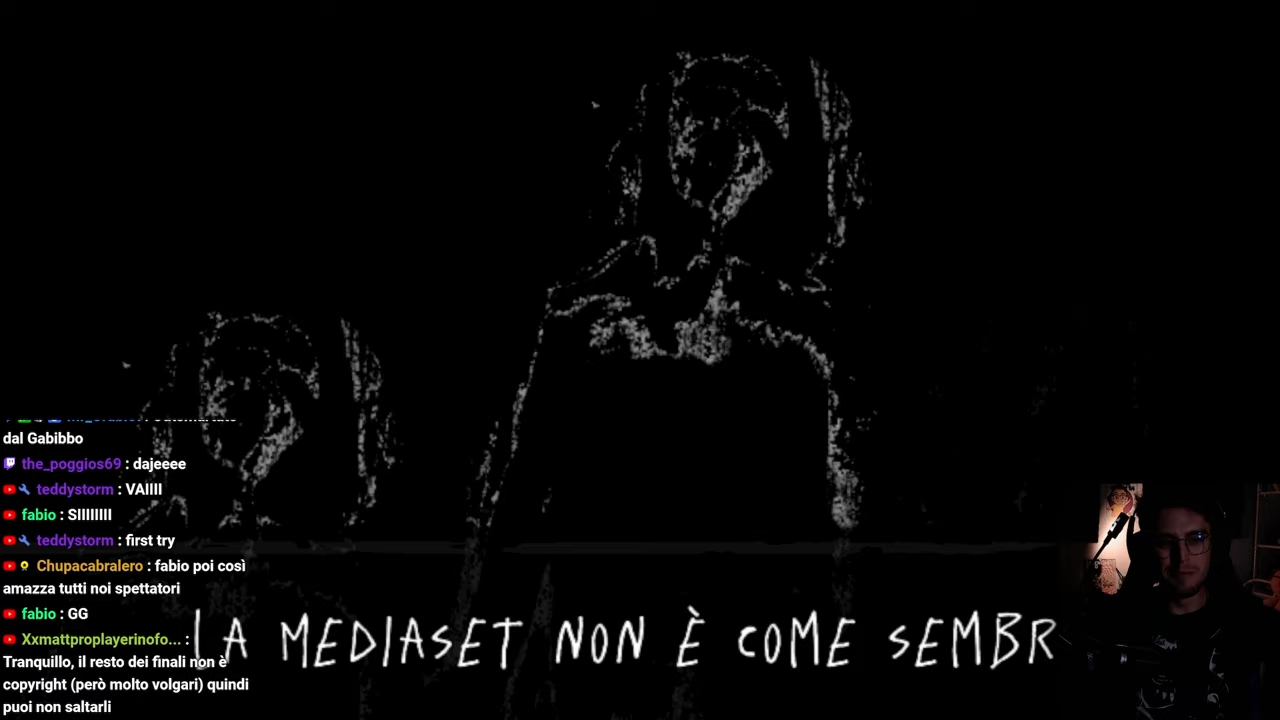 dal Gabibbo
the_poggios69 : dajeeee
teddystorm : VAIIII
fabio : SIIIIIIII
teddystorm : first try
Chupacabralero : fabio poi così
amazza tutti noi spettatori
fabio : GG
Xxmattproplayerinofo... :
Tranquillo, il resto dei finali non è
copyright (però molto volgari) quindi
puoi non saltarli
LA MEDIASET NON È COME SEMBR